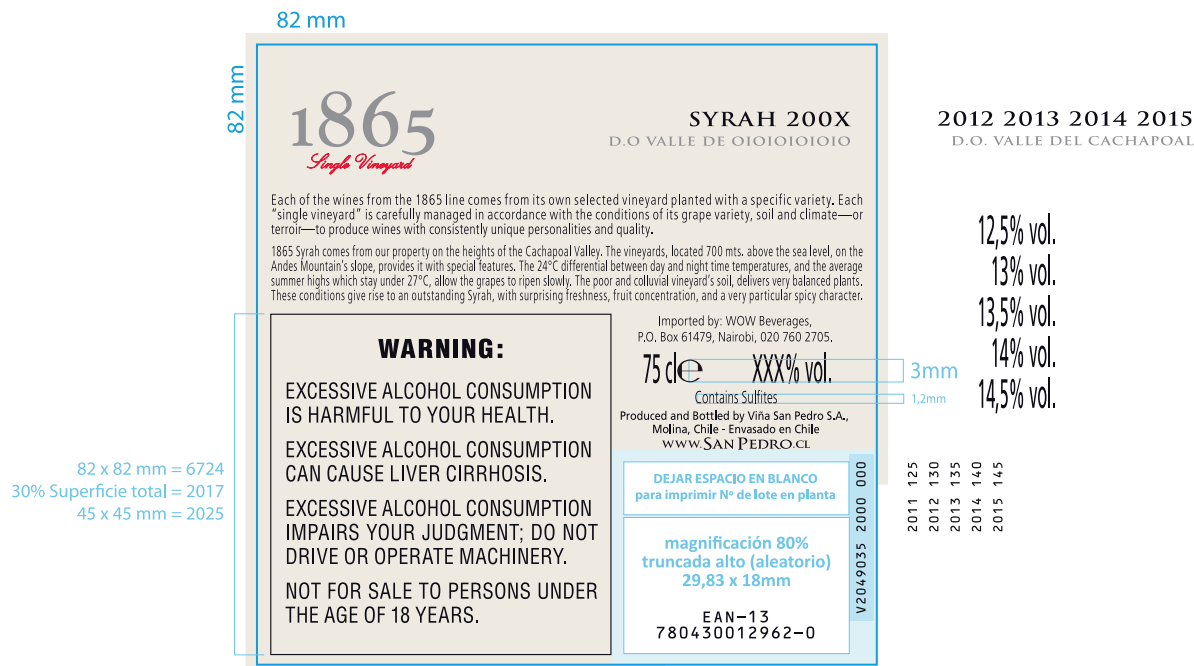 82 mm
82 mm
1865
Single Vineyard
SYRAH 200X
D.O VALLE DE OIOIOIOIOIO
2012 2013 2014 2015
D.O. VALLE DEL CACHAPOAL
Each of the wines from the 1865 line comes from its own selected vineyard planted with a specific variety. Each
“single vineyard” is carefully managed in accordance with the conditions of its grape variety, soil and climate—or
terroir—to produce wines with consistently unique personalities and quality.
1865 Syrah comes from our property on the heights of the Cachapoal Valley. The vineyards, located 700 mts. above the sea level, on the
Andes Mountain’s slope, provides it with special features. The 24°C differential between day and night time temperatures, and the average
summer highs which stay under 27°C, allow the grapes to ripen slowly. The poor and colluvial vineyard’s soil, delivers very balanced plants.
These conditions give rise to an outstanding Syrah, with surprising freshness, fruit concentration, and a very particular spicy character.
12,5% vol.
13% vol.
13,5% vol.
14% vol.
14,5% vol.
WARNING:
EXCESSIVE ALCOHOL CONSUMPTION
IS HARMFUL TO YOUR HEALTH.
EXCESSIVE ALCOHOL CONSUMPTION
CAN CAUSE LIVER CIRRHOSIS.
EXCESSIVE ALCOHOL CONSUMPTION
IMPAIRS YOUR JUDGMENT; DO NOT
DRIVE OR OPERATE MACHINERY.
NOT FOR SALE TO PERSONS UNDER
THE AGE OF 18 YEARS.
Imported by: WOW Beverages,
P.O. Box 61479, Nairobi, 020 760 2705.
75 cl ℮ XXX% vol.
3mm
Contains Sulfites
1,2mm
Produced and Bottled by Viña San Pedro S.A.,
Molina, Chile - Envasado en Chile
WWW.SAN PEDRO.CL
82 x 82 mm = 6724
30% Superficie total = 2017
45 x 45 mm = 2025
DEJAR ESPACIO EN BLANCO
para imprimir Nº de lote en planta
magnificación 80%
truncada alto (aleatorio)
29,83 x 18mm
EAN-13
780430012962-0
V2049035 2000 000
2011 125
2012 130
2013 135
2014 140
2015 145